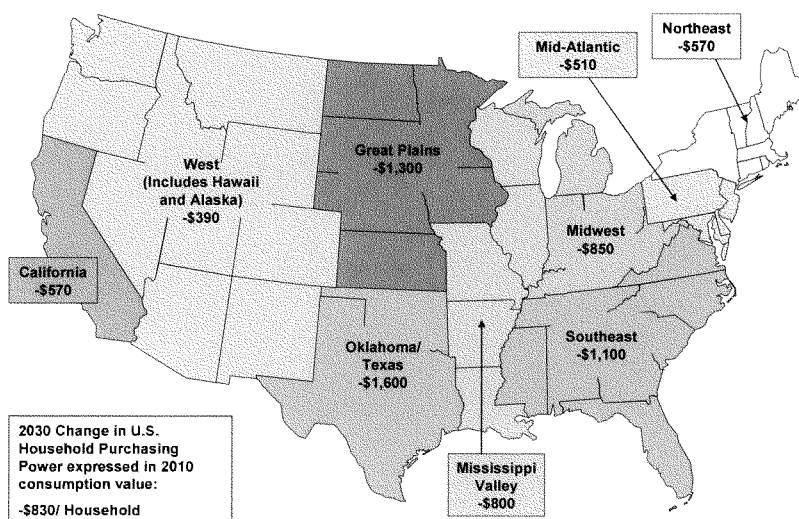 Northeast
-$570
Mid-Atlantic
-$510
Great Plains
-$1,300
West
(Includes Hawaii
and Alaska)
-$390
Midwest
-$850
California
-$570
Southeast
-$1,100
Oklahoma/
Texas
-$1,600
Mississippi
Valley
-$800
2030 Change in U.S.
Household Purchasing
Power expressed in 2010
consumption value:
-$830/ Household